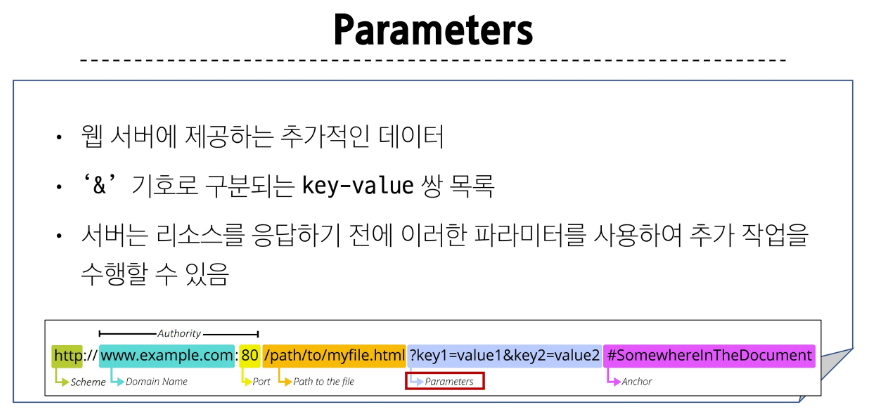 Parameters
• 웹 서버에 제공하는 추가적인 데이터
• ‘&’ 기호로 구분되는 key-value 쌍 목록
• 서버는 리소스를 응답하기 전에 이러한 파라미터를 사용하여 추가 작업을
수행할 수 있음
Authority
http://www.example.com:80/path/to/myfile.html?key1=value1&key2=value2#SomewhereInTheDocument
Scheme Domain Name Port Path to the file Parameters Anchor